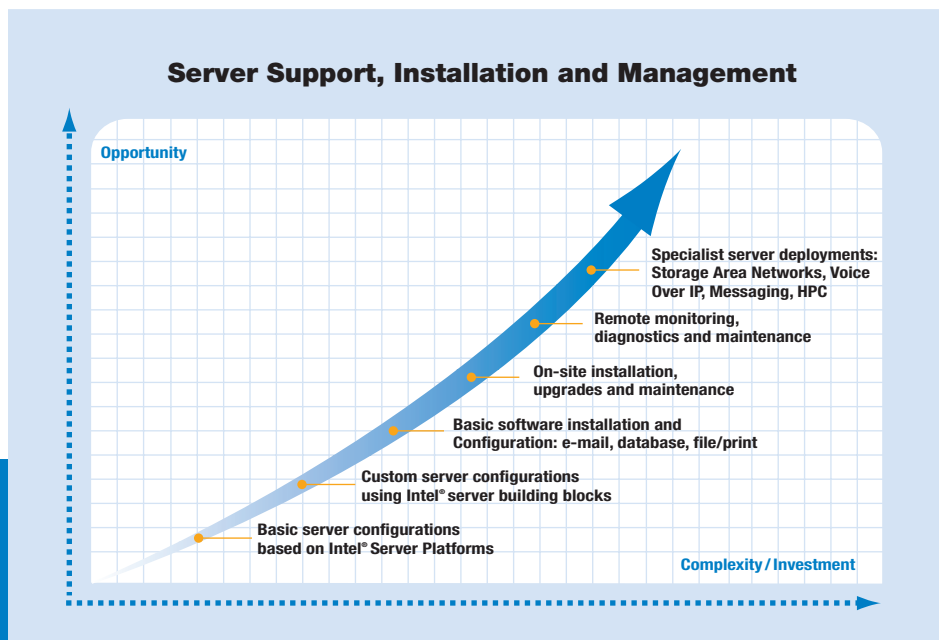 Server Support, Installation and Management
Opportunity
Specialist server deployments:
Storage Area Networks, Voice
Over IP, Messaging, HPC
Remote monitoring,
diagnostics and maintenance
On-site installation,
upgrades and maintenance
Basic software installation and
Configuration: e-mail, database, file/print
Custom server configurations
using Intel® server building blocks
Basic server configurations
based on Intel® Server Platforms
Complexity / Investment